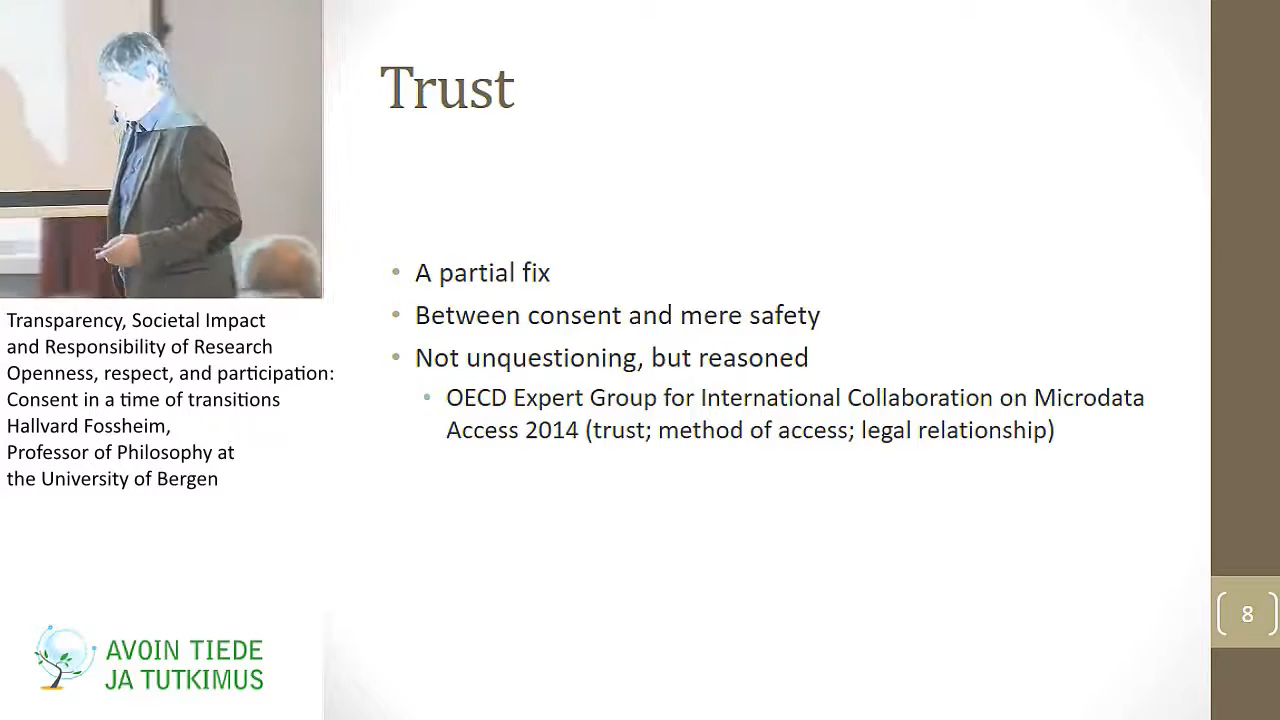 Trust
• A partial fix
• Between consent and mere safety
• Not unquestioning, but reasoned
• OECD Expert Group for International Collaboration on Microdata
Access 2014 (trust; method of access; legal relationship)
Transparency, Societal Impact
and Responsibility of Research
Openness, respect, and participation:
Consent in a time of transitions
Hallvard Fossheim,
Professor of Philosophy at
the University of Bergen
AVOIN TIEDE
JA TUTKIMUS
8